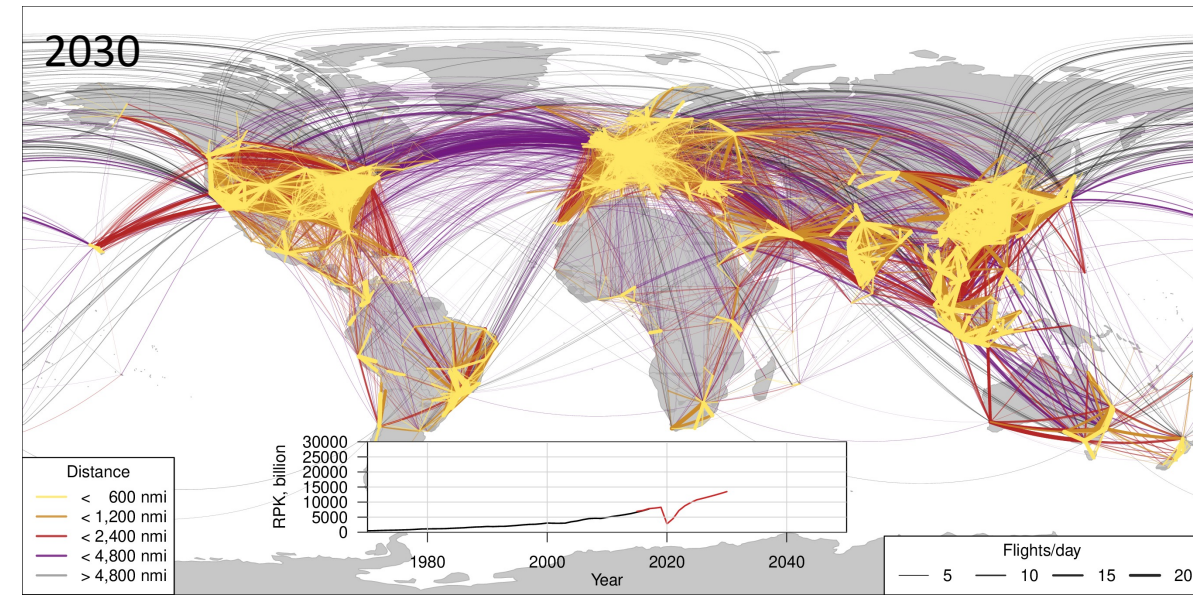 2030
Distance
< 600 nmi
< 1,200 nmi
< 2,400 nmi
< 4,800 nmi
> 4,800 nmi
RPK, billion
30000
25000
20000
15000
10000
5000
0
1980 2000 2020 2040
Year
Flights/day
5 10 15 20